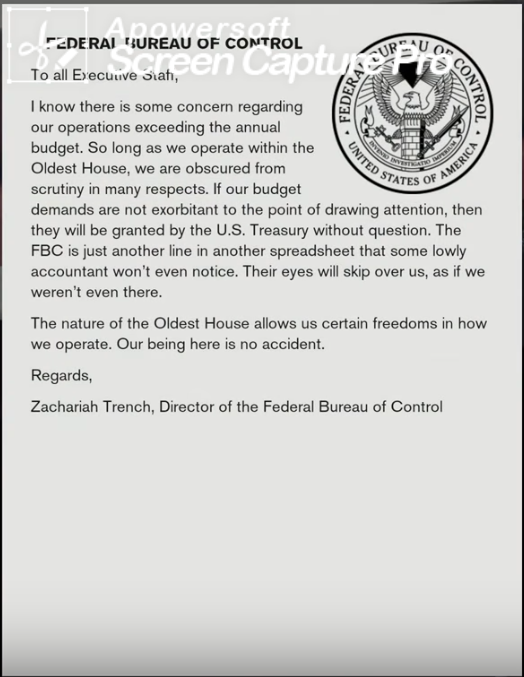 Apowersoft
Screen Capture Pro
FEDERAL BUREAU OF CONTROL
To all Executive Staff,
I know there is some concern regarding
our operations exceeding the annual
budget. So long as we operate within the
Oldest House, we are obscured from
scrutiny in many respects. If our budget
demands are not exorbitant to the point of drawing attention, then
they will be granted by the U.S. Treasury without question. The
FBC is just another line in another spreadsheet that some lowly
accountant won't even notice. Their eyes will skip over us, as if we
weren't even there.
The nature of the Oldest House allows us certain freedoms in how
we operate. Our being here is no accident.
Regards,
Zachariah Trench, Director of the Federal Bureau of Control
FEDERAL BUREAU OF CONTROL
INVENIO INVESTIGATIO IMPERIUM
UNITED STATES OF AMERICA